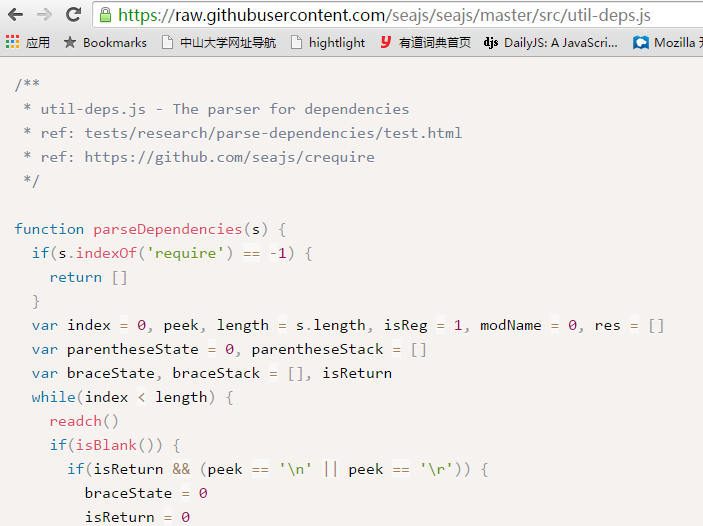 https://raw.githubusercontent.com/seajs/seajs/master/src/util-deps.js
应用 Bookmarks 中山大学网址导航 hightlight 有道词典首页 djs DailyJS: A JavaScri... Mozilla
/**
 * util-deps.js - The parser for dependencies
 * ref: tests/research/parse-dependencies/test.html
 * ref: https://github.com/seajs/crequire
 */
function parseDependencies(s) {
  if(s.indexOf('require') == -1) {
    return []
  }
  var index = 0, peek, length = s.length, isReg = 1, modName = 0, res = []
  var parentheseState = 0, parentheseStack = []
  var braceState, braceStack = [], isReturn
  while(index < length) {
    readch()
    if(isBlank()) {
      if(isReturn && (peek == '\n' || peek == '\r')) {
        braceState = 0
        isReturn = 0